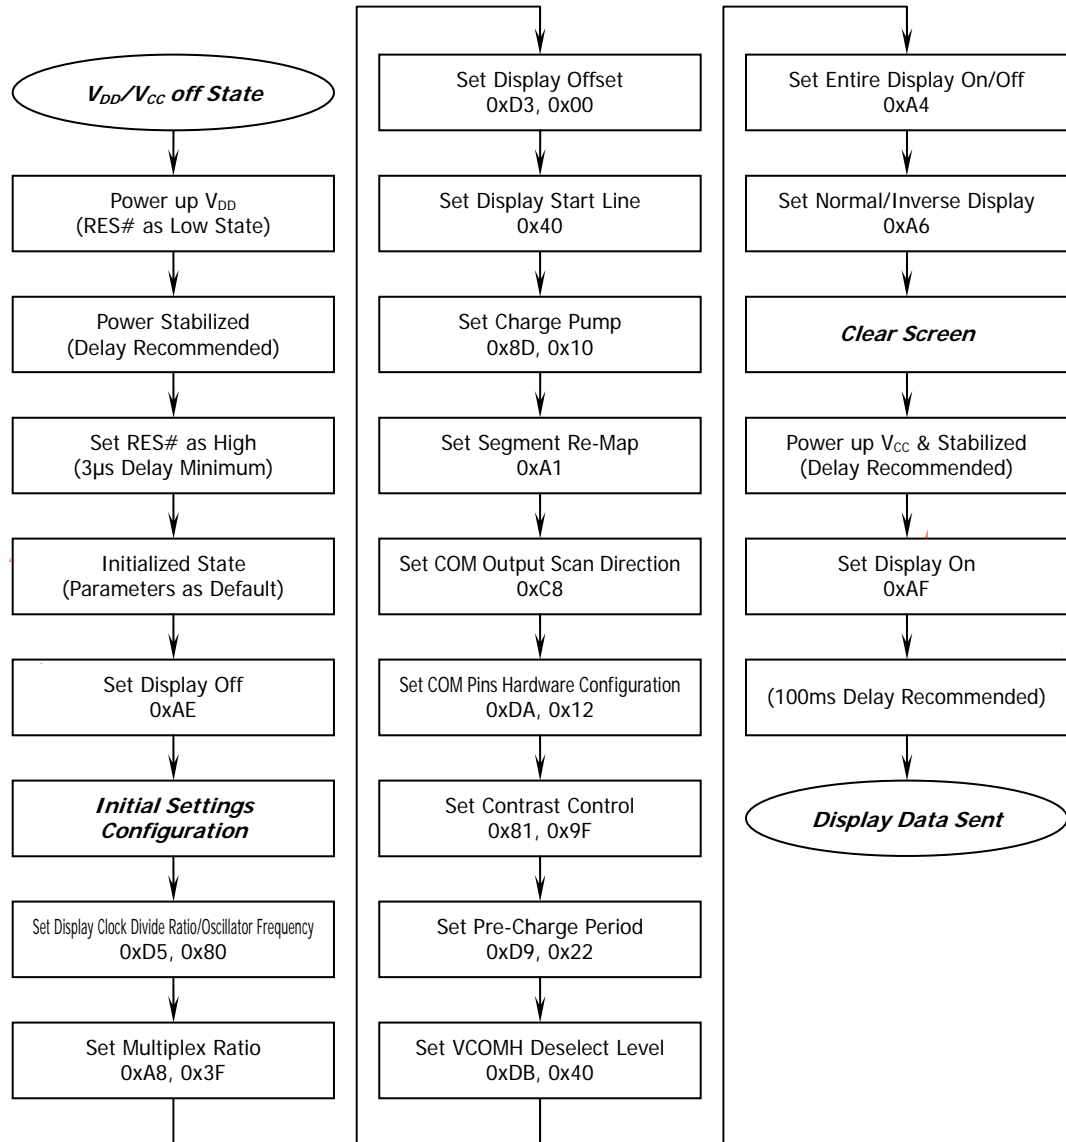 V_DD/V_CC off State
Power up V_DD
(RES# as Low State)
Power Stabilized
(Delay Recommended)
Set RES# as High
(3µs Delay Minimum)
Initialized State
(Parameters as Default)
Set Display Off
0xAE
Initial Settings
Configuration
Set Display Clock Divide Ratio/Oscillator Frequency
0xD5, 0x80
Set Multiplex Ratio
0xA8, 0x3F
Set Display Offset
0xD3, 0x00
Set Display Start Line
0x40
Set Charge Pump
0x8D, 0x10
Set Segment Re-Map
0xA1
Set COM Output Scan Direction
0xC8
Set COM Pins Hardware Configuration
0xDA, 0x12
Set Contrast Control
0x81, 0x9F
Set Pre-Charge Period
0xD9, 0x22
Set VCOMH Deselect Level
0xDB, 0x40
Set Entire Display On/Off
0xA4
Set Normal/Inverse Display
0xA6
Clear Screen
Power up V_CC & Stabilized
(Delay Recommended)
Set Display On
0xAF
(100ms Delay Recommended)
Display Data Sent